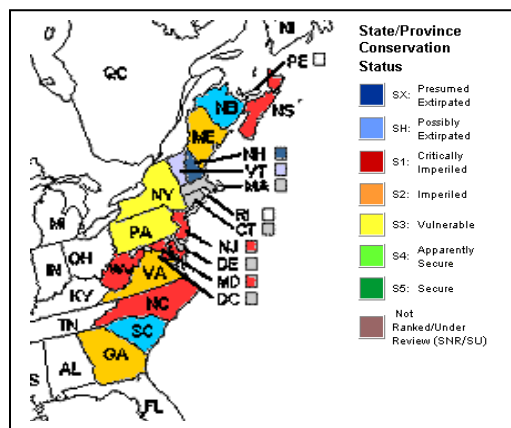 NI
QC
PE
NB
NS
ME
NH
VT
MA
NY
RI
CT
MI
PA
NJ
OH
IN
DE
WV
VA
MD
KY
DC
NC
TN
SC
AL
GA
S
FL
State/Province
Conservation
Status
SX: Presumed
Extirpated
SH: Possibly
Extirpated
S1: Critically
Imperiled
S2: Imperiled
S3: Vulnerable
S4: Apparently
Secure
S5: Secure
Not
Ranked/Under
Review (SNR/SU)